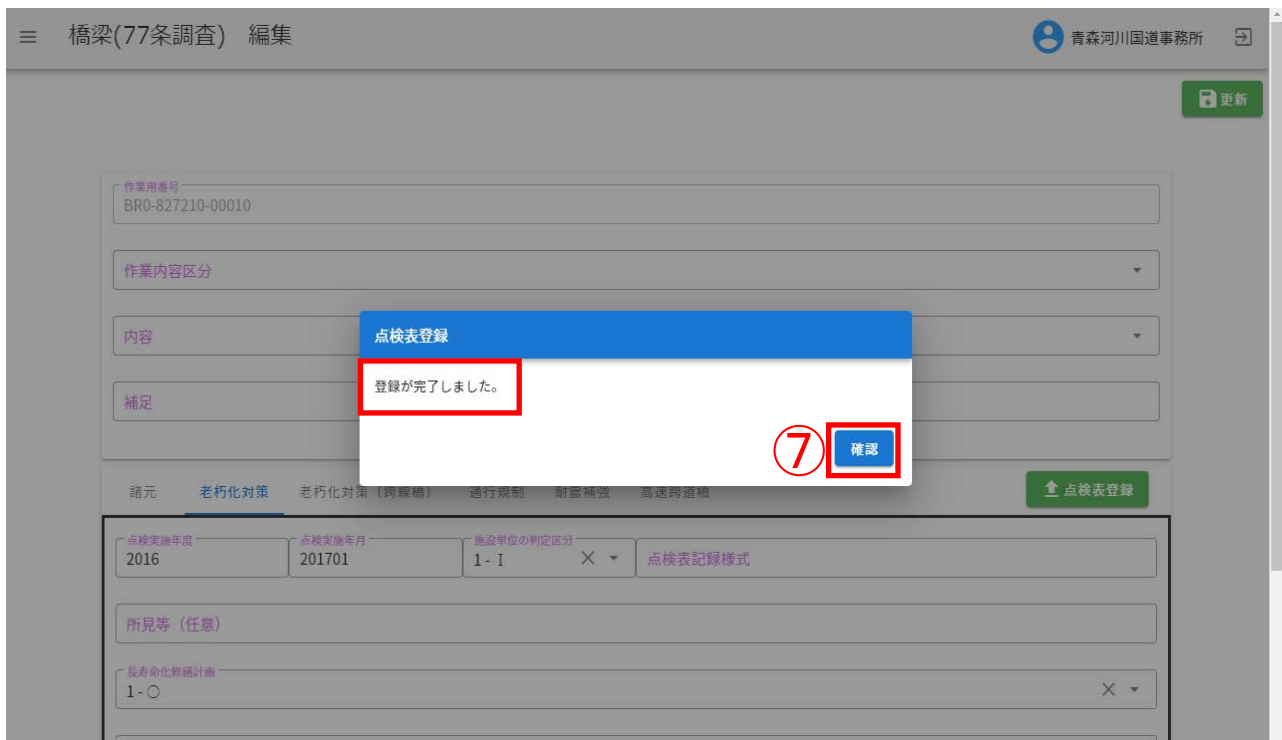 橋梁(77条調査) 編集
青森河川国道事務所
更新
作業用番号
BR0-827210-00010
作業内容区分
内容
補足
点検表登録
登録が完了しました。
⑦ 確認
諸元 老朽化対策 老朽化対策（跨線橋） 通行規制 耐震補強 高速跨道橋
点検表登録
点検実施年度 点検実施年月 施設単位の判定区分
2016 201701 1-Ⅰ 点検表記録様式
所見等（任意）
長寿命化修繕計画
1-○